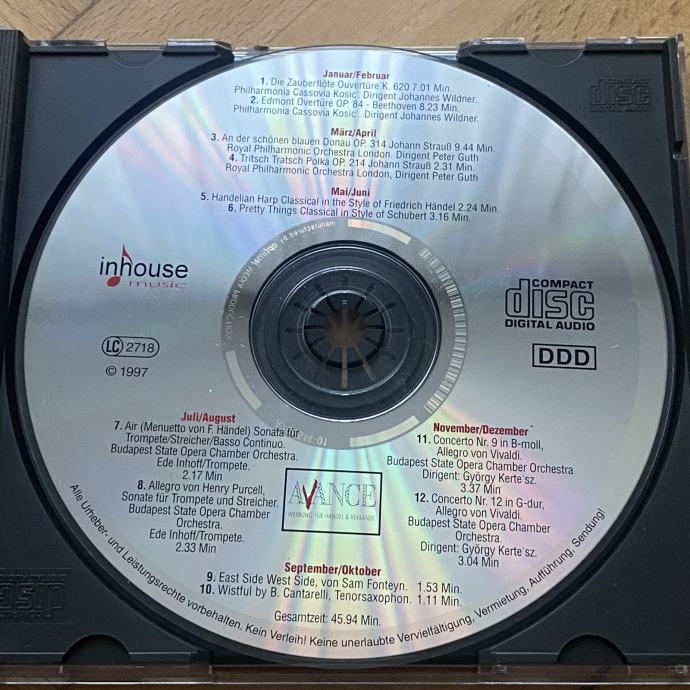 Januar/Februar
1. Die Zauberflöte Ouvertüre K. 620 7.01 Min.
Philharmonia Cassovia Kosic. Dirigent Johannes Wildner.
2. Edmont Overtüre OP. 84 - Beethoven 8.23 Min.
Philharmonia Cassovia Kosic. Dirigent Johannes Wildner.
März/April
3. An der schönen blauen Donau OP. 314 Johann Strauß 9.44 Min.
Royal Philharmonic Orchestra London. Dirigent Peter Guth
4. Tritsch Tratsch Polka OP. 214 Johann Strauß 2.31 Min.
Royal Philharmonic Orchestra London, Dirigent Peter Guth
Mai/Juni
5. Handelian Harp Classical in the Style of Friedrich Händel 2.24 Min.
6. Pretty Things Classical in Style of Schubert 3.16 Min.
manufactured by optimal MEDIA PRODUCTION
inhouse
music
COMPACT
disc
DIGITAL AUDIO
DDD
LC 2718
© 1997
Juli/August
7. Air (Menuetto von F. Händel) Sonata für
Trompete/Streicher/Basso Continuo.
Budapest State Opera Chamber Orchestra.
Ede Inhoff/Trompete.
2.17 Min
8. Allegro von Henry Purcell,
Sonate für Trompete und Streicher.
Budapest State Opera Chamber
Orchestra.
Ede Inhoff/Trompete.
2.33 Min
AVANCE
WERBUNG FÜR HANDEL & VERBÄNDE
November/Dezember
11. Concerto Nr. 9 in B-moll,
Allegro von Vivaldi.
Budapest State Opera Chamber Orchestra
Dirigent: György Kerte'sz.
3.37 Min
12. Concerto Nr. 12 in G-dur,
Allegro von Vivaldi.
Budapest State Opera Chamber
Orchestra.
Dirigent: György Kerte'sz.
3.04 Min
September/Oktober
9. East Side West Side, von Sam Fonteyn. 1.53 Min.
10. Wistful by B. Cantarelli, Tenorsaxophon. 1.11 Min.
Gesamtzeit: 45.94 Min.
Alle Urheber- und Leistungsrechte vorbehalten. Kein Verleih! Keine unerlaubte Vervielfältigung, Vermietung, Aufführung, Sendung!
COMPACT
disc